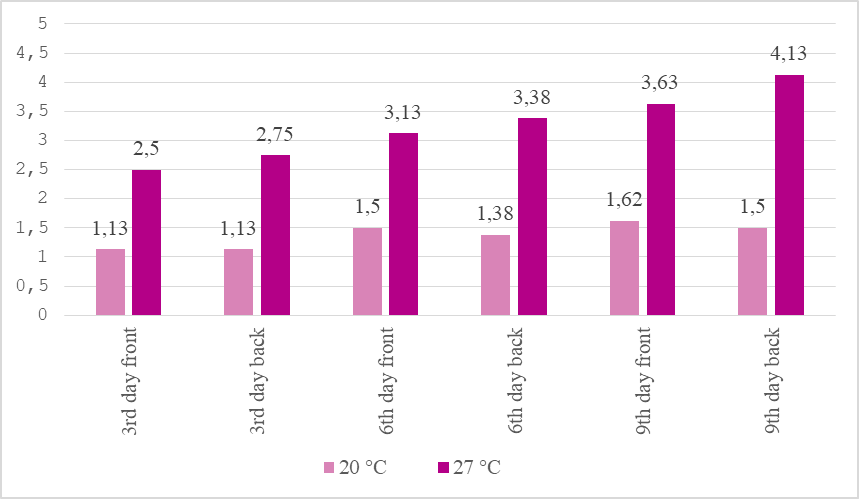 5
4,5
4
3,5
3
2,5
2
1,5
1
0,5
0
1,13
2,5
1,13
2,75
1,5
3,13
1,38
3,38
1,62
3,63
1,5
4,13
3rd day front
3rd day back
6th day front
6th day back
9th day front
9th day back
20 °C
27 °C